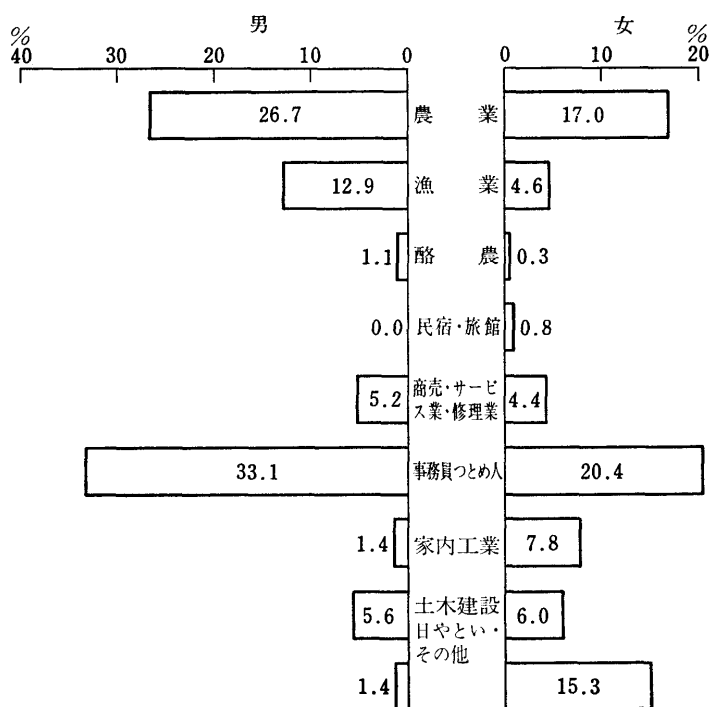 男 女
% %
40 30 20 10 0 0 10 20
26.7 農業 17.0
12.9 漁業 4.6
1.1 酪農 0.3
0.0 民宿・旅館 0.8
5.2 商売・サービ 4.4
ス業・修理業
33.1 事務員つとめ人 20.4
1.4 家内工業 7.8
5.6 土木建設 6.0
日やとい・
その他
1.4 15.3